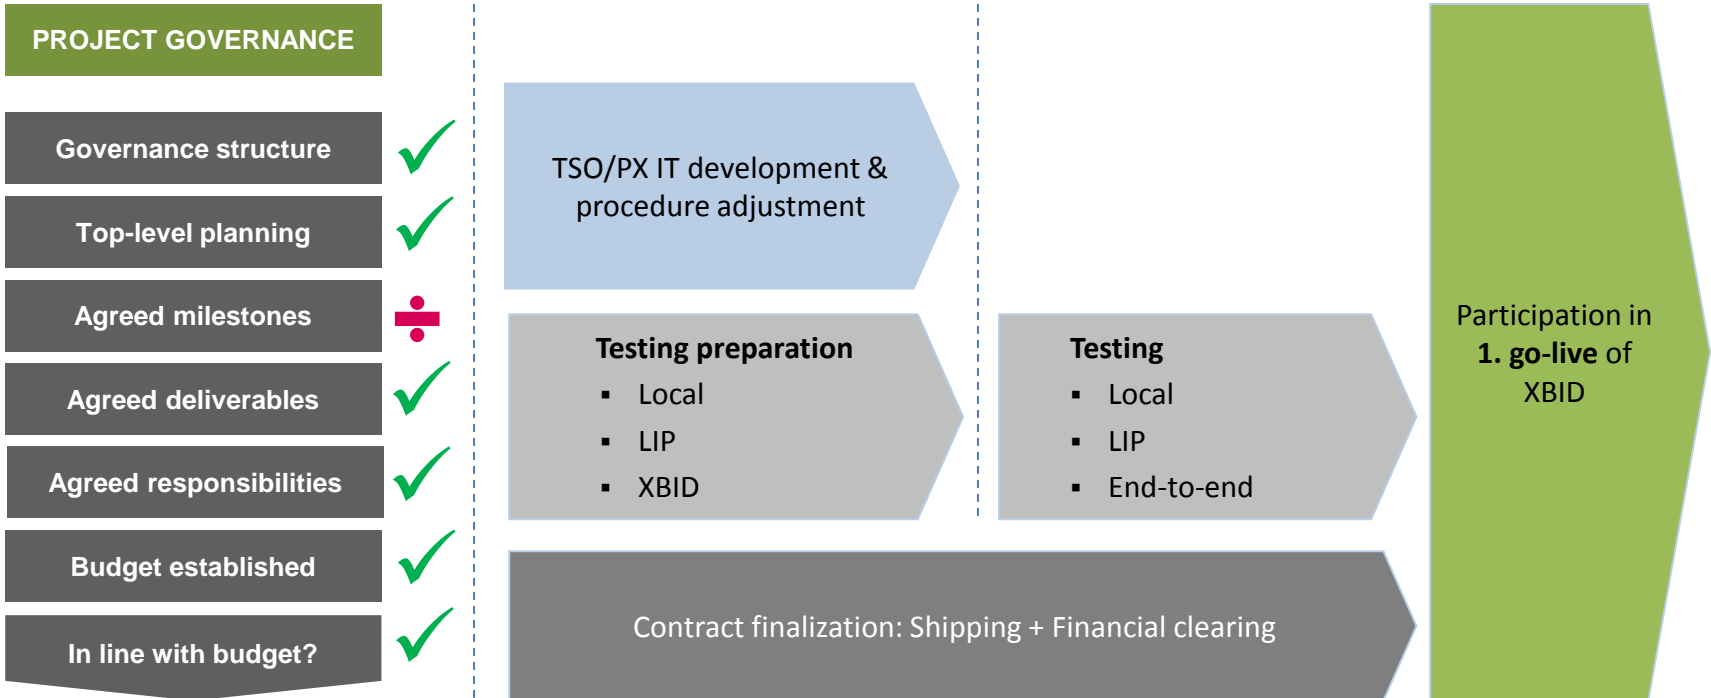 PROJECT GOVERNANCE
Governance structure
Top-level planning
Agreed milestones
Agreed deliverables
Agreed responsibilities
Budget established
In line with budget?
TSO/PX IT development &
procedure adjustment
Testing preparation
▪ Local
▪ LIP
▪ XBID
Testing
▪ Local
▪ LIP
▪ End-to-end
Contract finalization: Shipping + Financial clearing
Participation in
1. go-live of
XBID